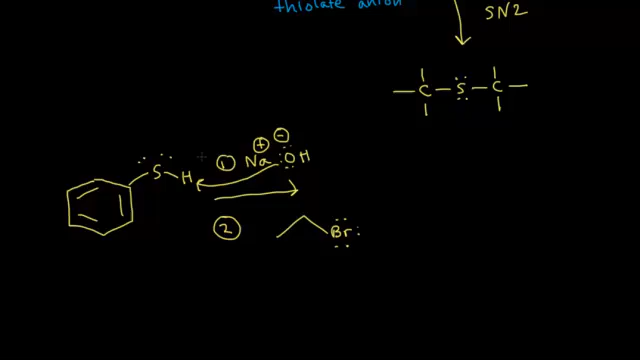 thiolate anion
SN2
— C — S — C —
S H
1 Na + - OH
2 Br